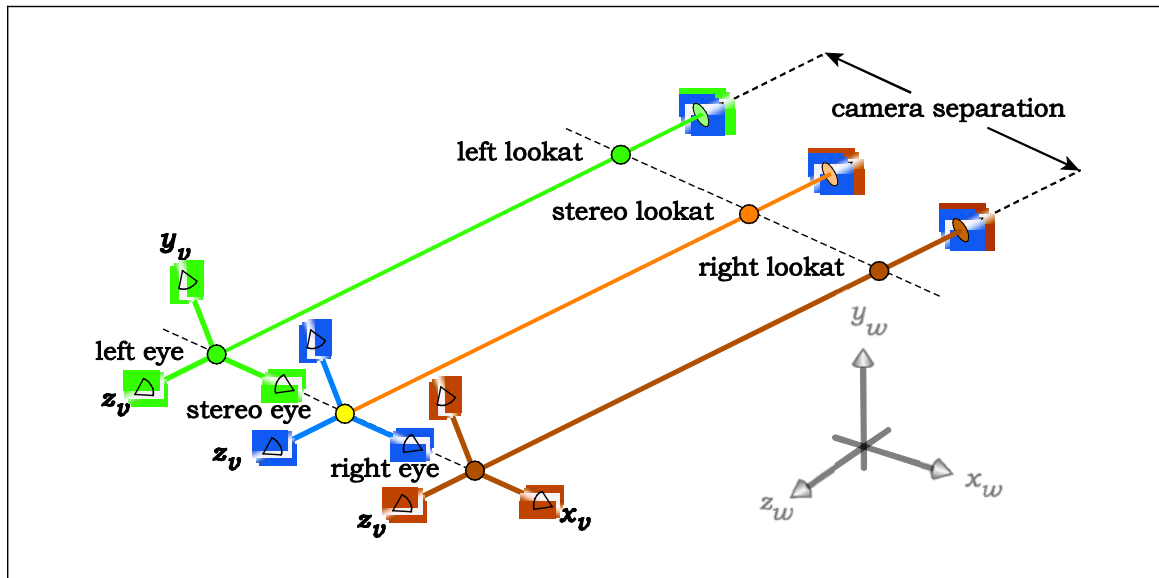 camera separation
left lookat
stereo lookat
right lookat
y_v
y_w
left eye
z_v
stereo eye
z_v
right eye
x_w
z_w
z_v
x_v